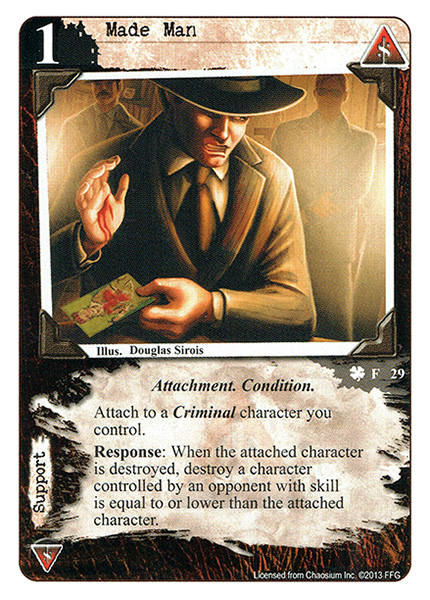 1
Made Man
Illus. Douglas Sirois
F 29
Attachment. Condition.
Attach to a Criminal character you
control.
Response: When the attached character
is destroyed, destroy a character
controlled by an opponent with skill
is equal to or lower than the attached
character.
Support
Licensed from Chaosium Inc. ©2013 FFG